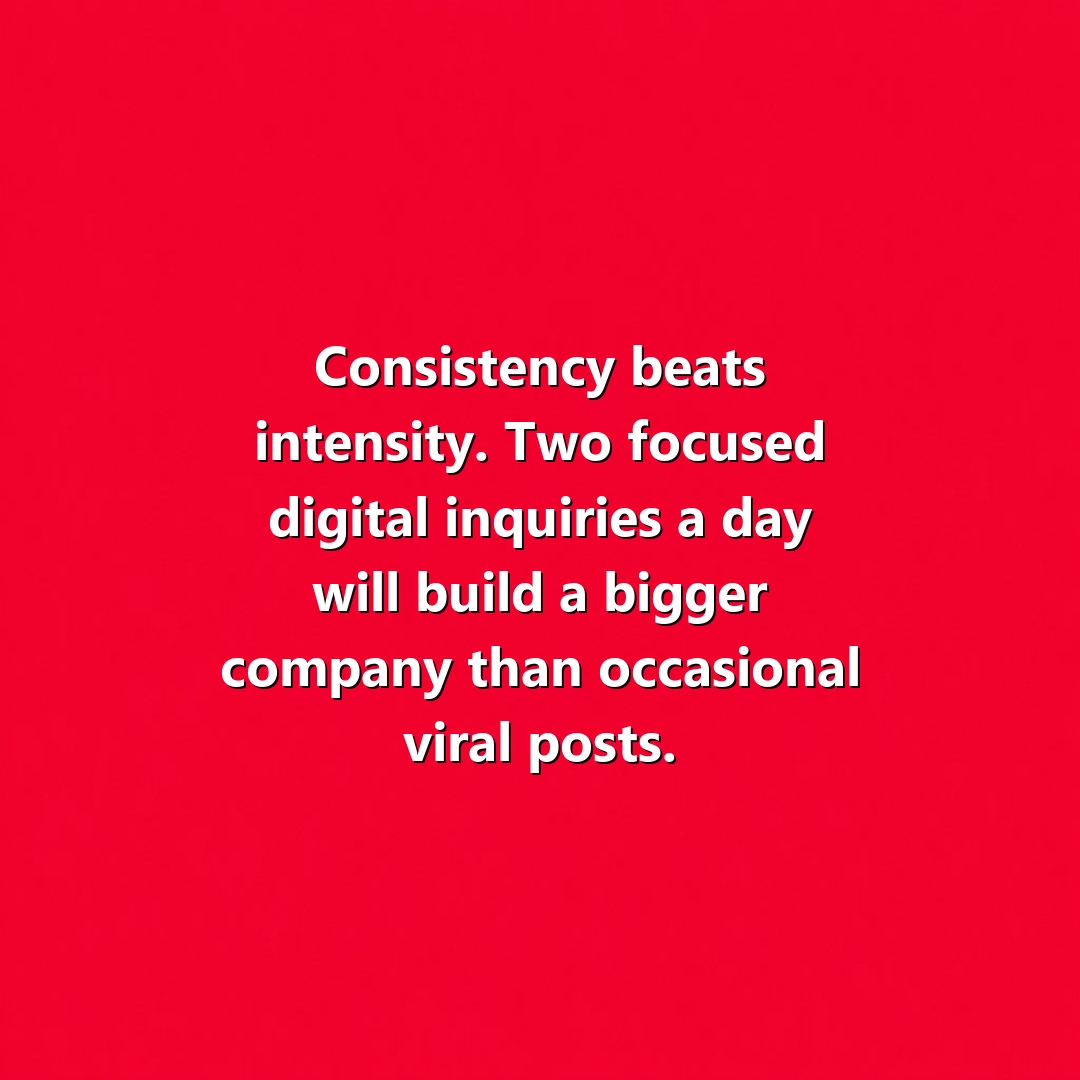 Consistency beats
intensity. Two focused
digital inquiries a day
will build a bigger
company than occasional
viral posts.